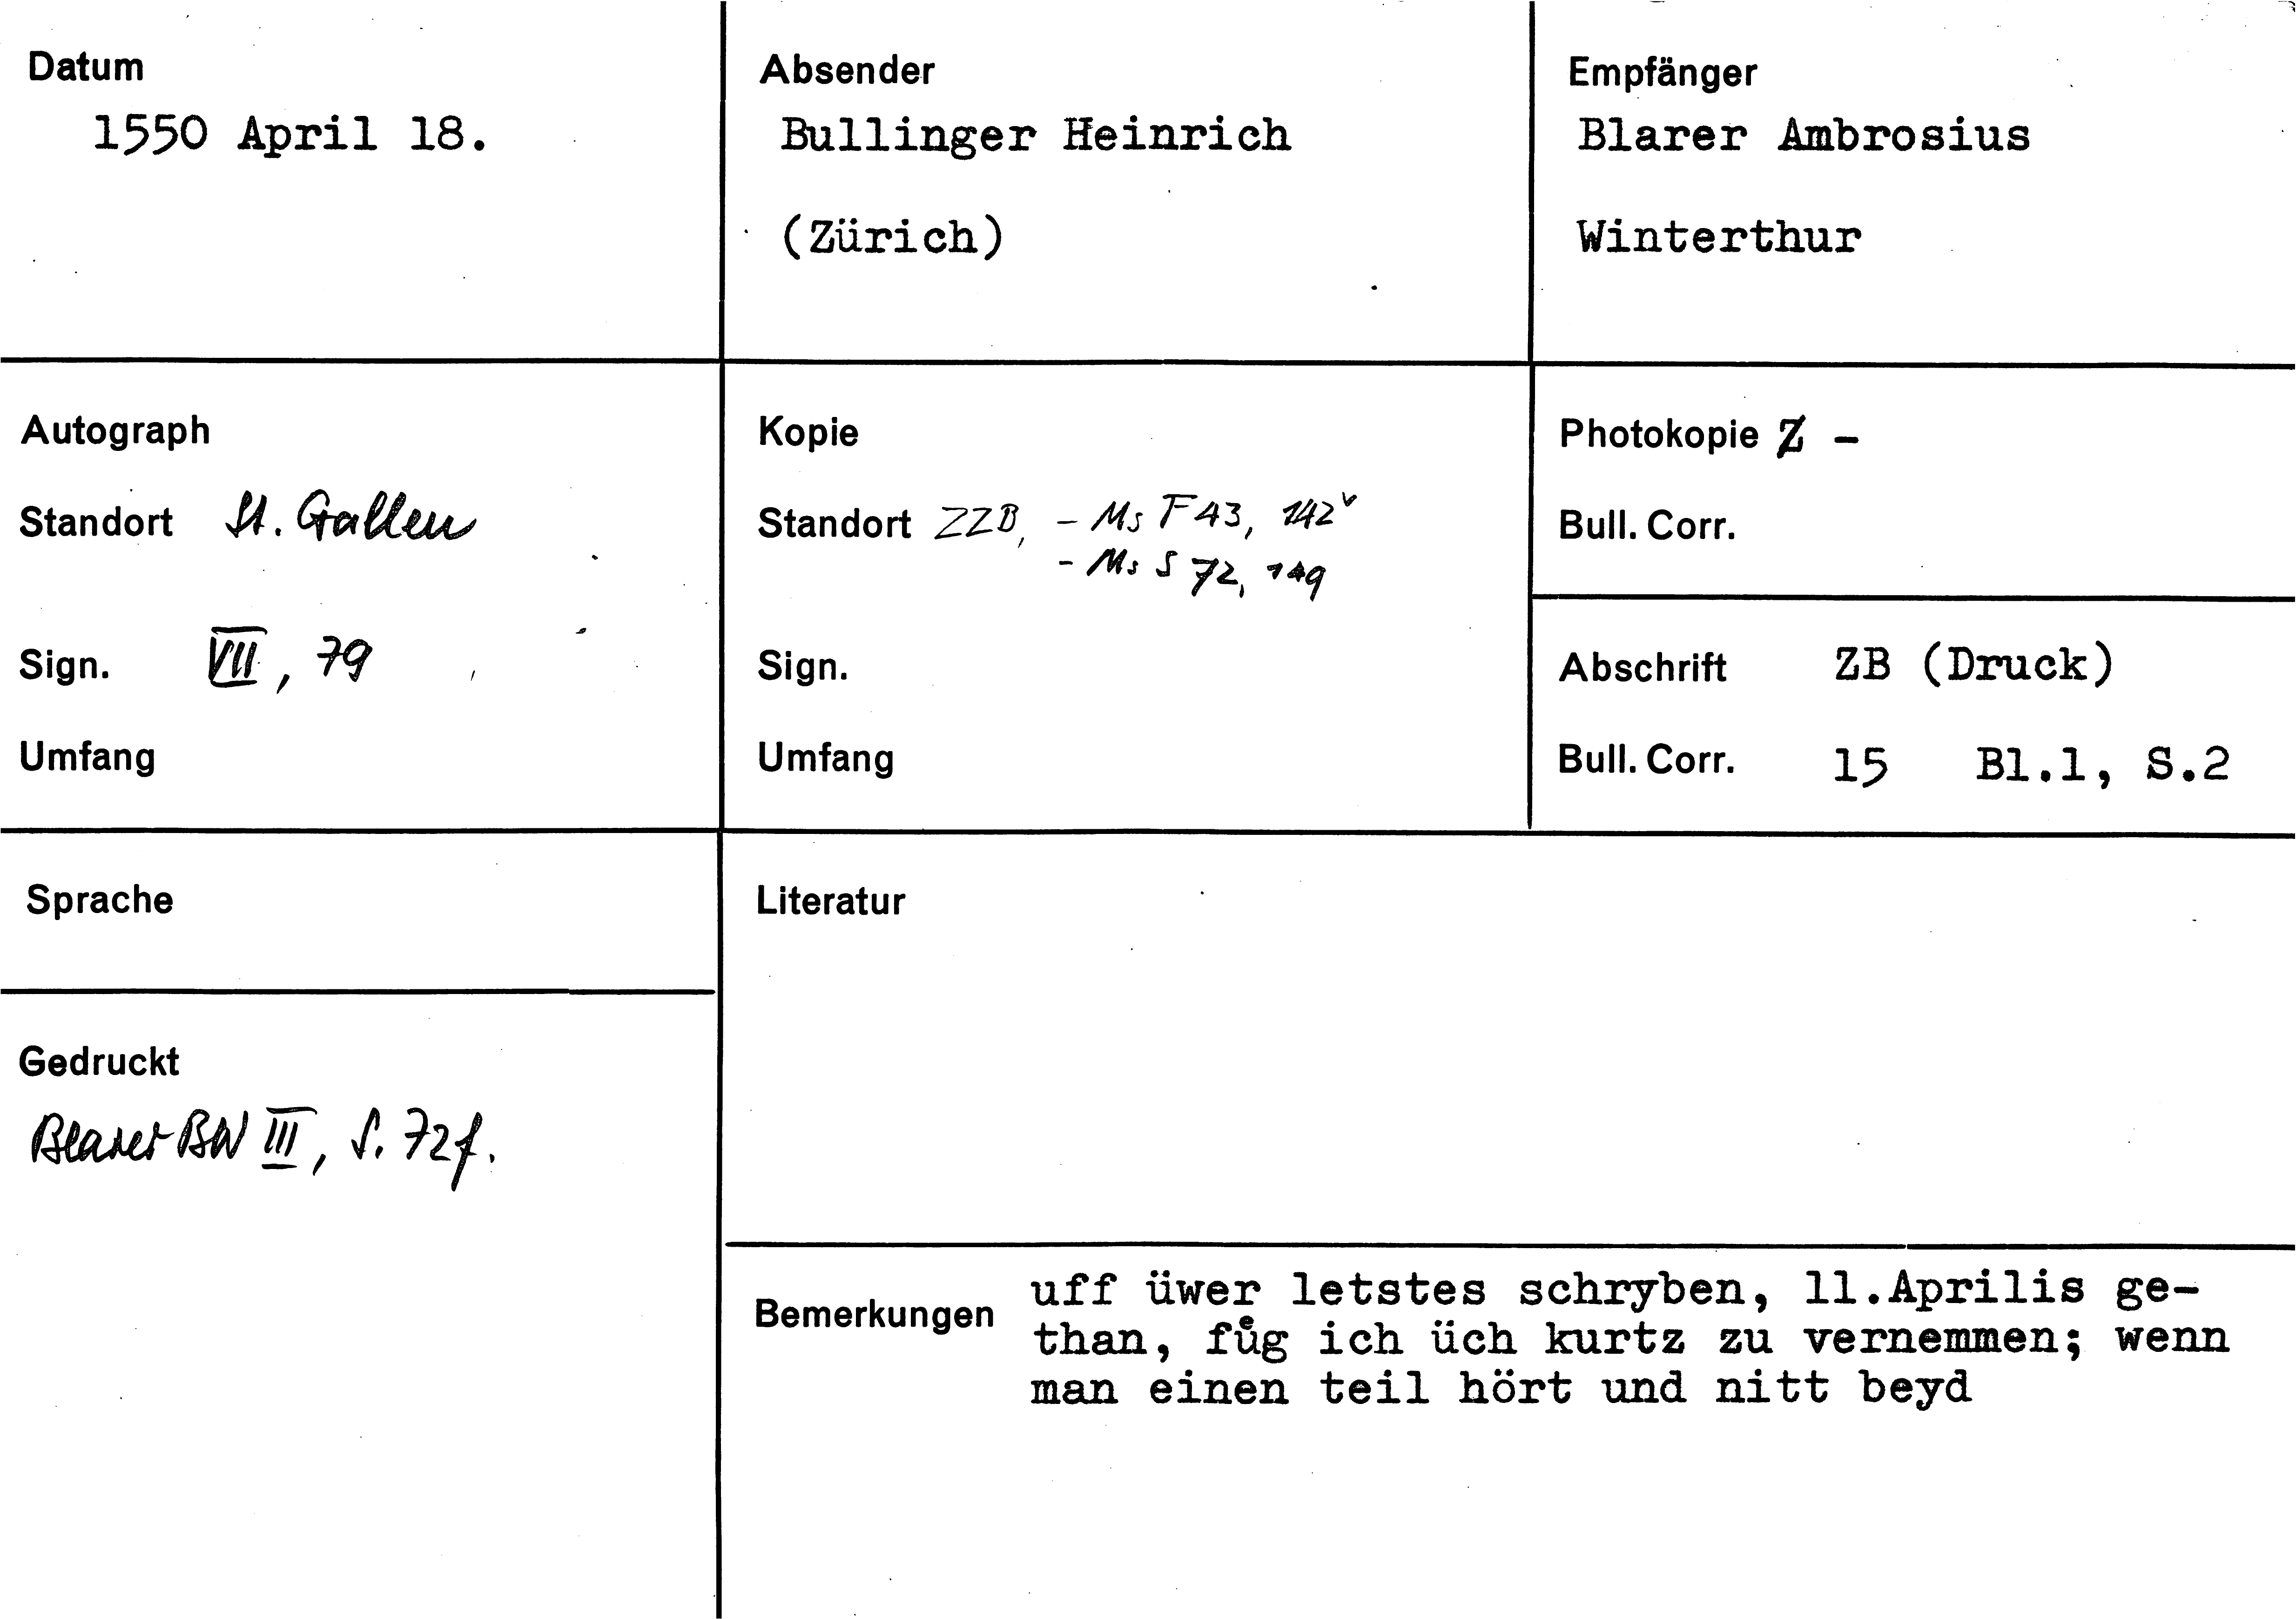 Datum
1550 April 18.
Absender
Bullinger Heinrich
(Zürich)
Empfänger
Blarer Ambrosius
Winterthur
Autograph
Standort St. Gallen
Sign. VII, 79
Umfang
Kopie
Standort ZZB, - Ms F 43, 142v
- Ms S 72, 149
Sign.
Umfang
Photokopie Z -
Bull. Corr.
Abschrift ZB (Druck)
Bull. Corr. 15 Bl.1, S.2
Sprache
Gedruckt
Blarer BW III, S. 72f.
Literatur
Bemerkungen
uff üwer letstes schryben, 11.Aprilis ge-
than, fůg ich üch kurtz zu vernemmen; wenn
man einen teil hört und nitt beyd